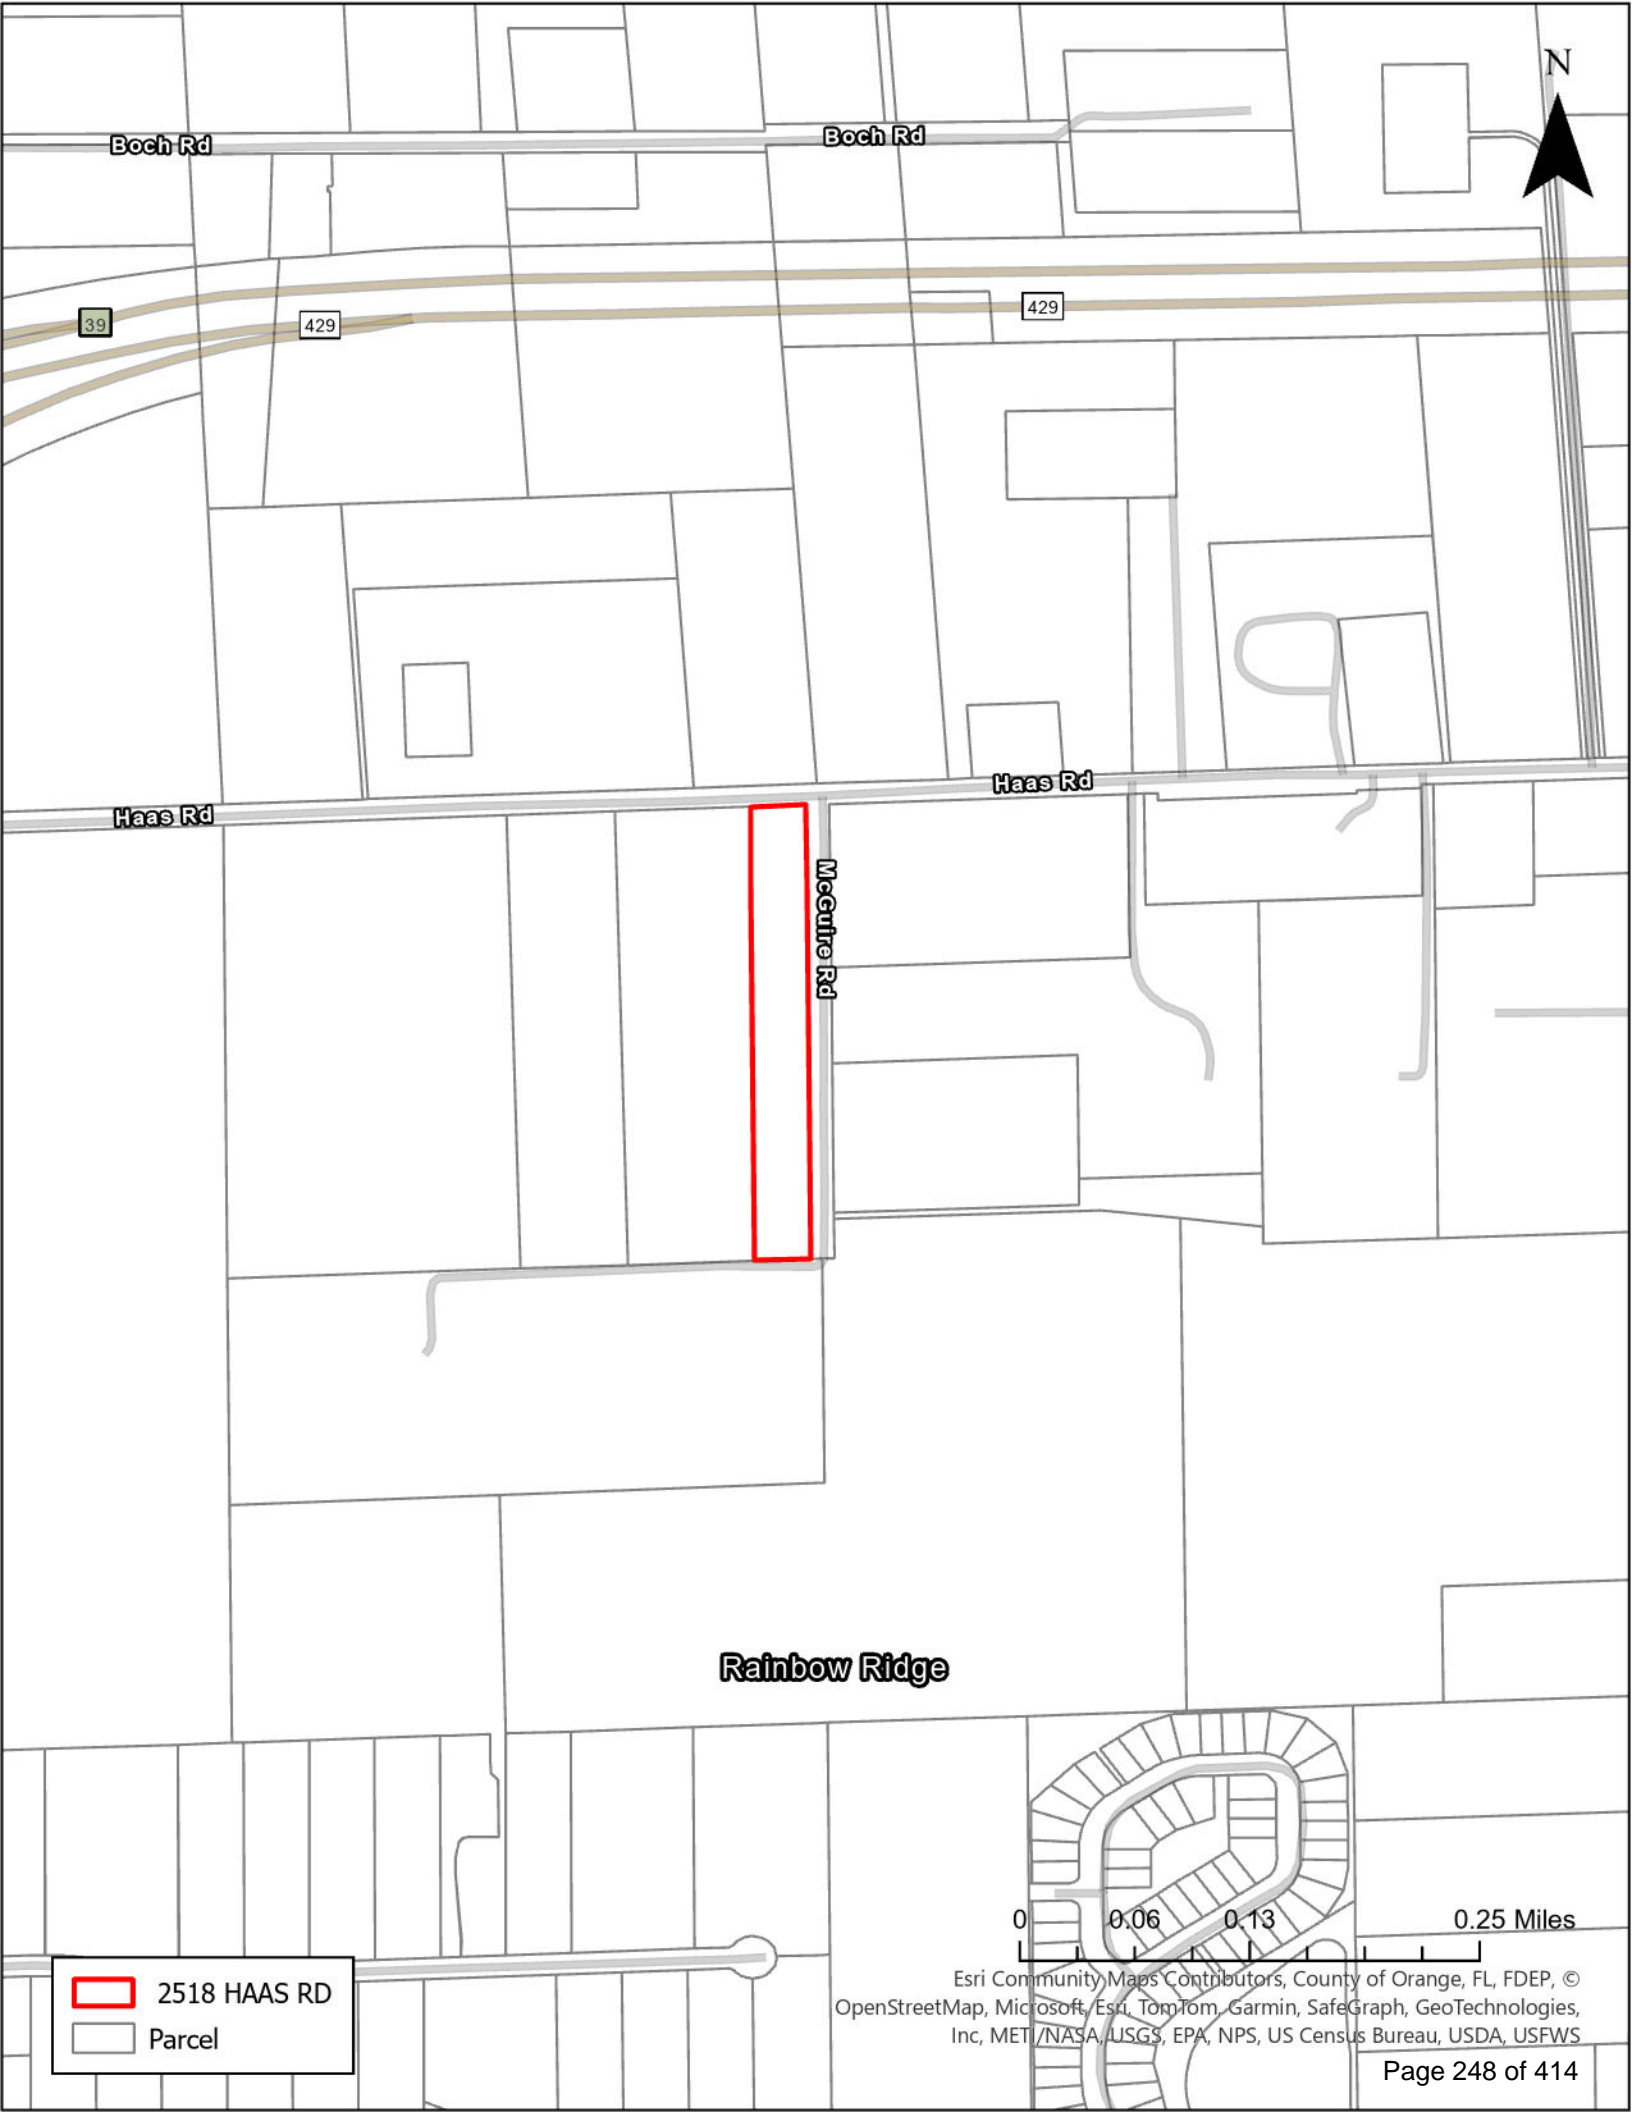 N
Boch Rd
Boch Rd
39
429
429
Haas Rd
Haas Rd
McGuire Rd
Rainbow Ridge
0 0.06 0.13 0.25 Miles
2518 HAAS RD
Parcel
Esri Community Maps Contributors, County of Orange, FL, FDEP, ©
OpenStreetMap, Microsoft, Esri, TomTom, Garmin, SafeGraph, GeoTechnologies,
Inc, METI/NASA, USGS, EPA, NPS, US Census Bureau, USDA, USFWS
Page 248 of 414